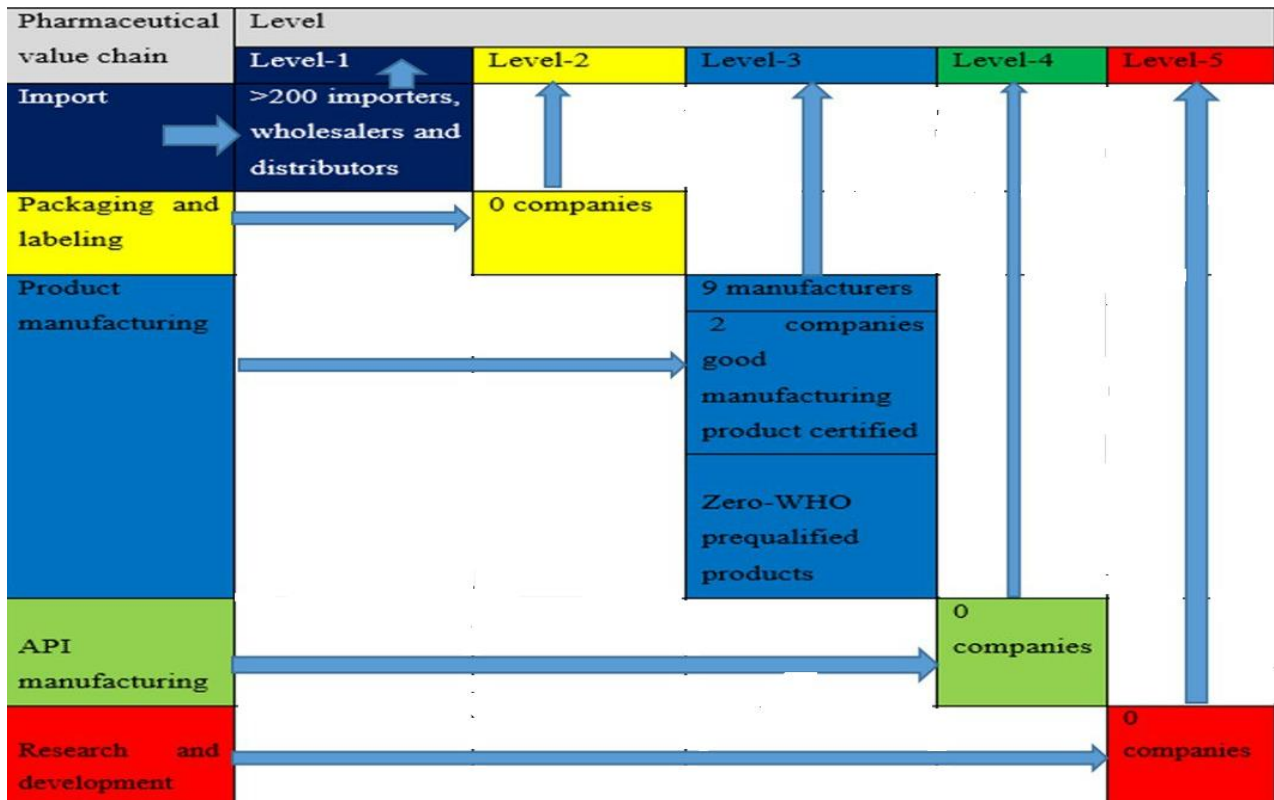 Pharmaceutical
value chain
Level
Level-1
Level-2
Level-3
Level-4
Level-5
Import
>200 importers,
wholesalers and
distributors
Packaging and
labeling
0 companies
Product
manufacturing
9 manufacturers
2 companies
good
manufacturing
product certified
Zero-WHO
prequalified
products
API
manufacturing
0
companies
Research and
development
0
companies